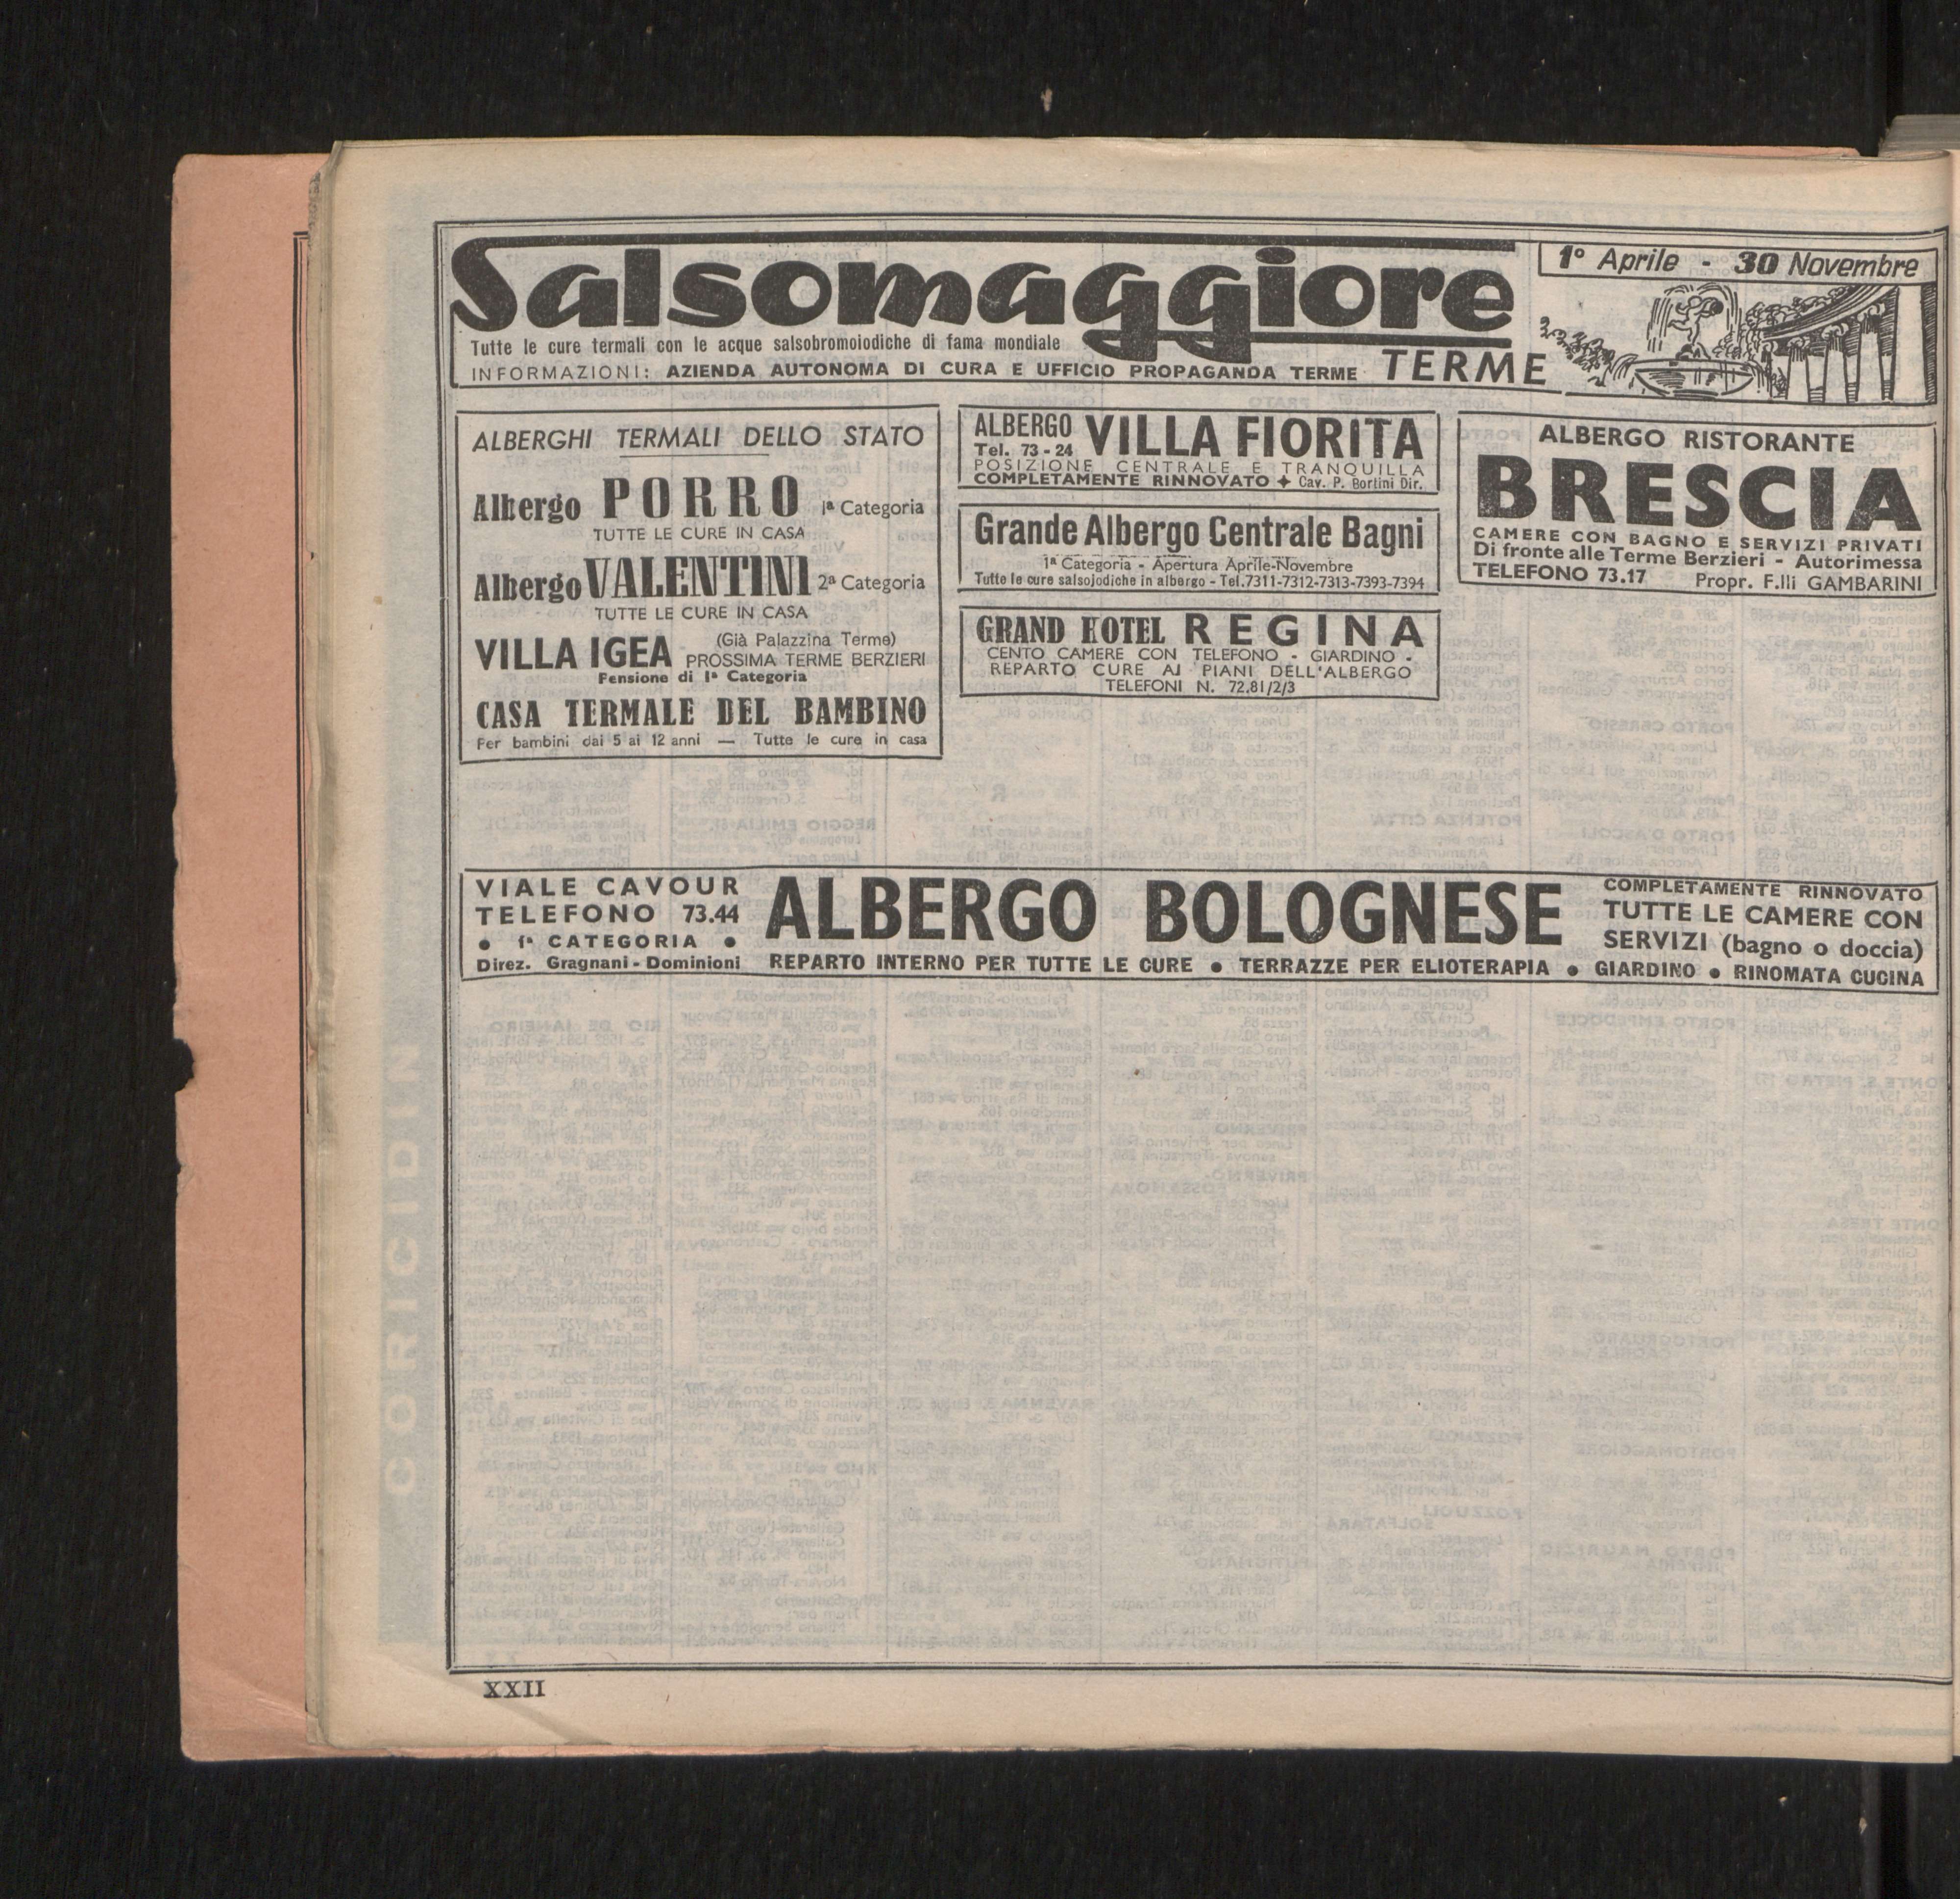 Salsomaggiore
TERME
1º Aprile - 30 Novembre
Tutte le cure termali con le acque salsobromoiodiche di fama mondiale
INFORMAZIONI: AZIENDA AUTONOMA DI CURA E UFFICIO PROPAGANDA TERME
ALBERGHI TERMALI DELLO STATO
Albergo PORRO 1ª Categoria
TUTTE LE CURE IN CASA
Albergo VALENTINI 2ª Categoria
TUTTE LE CURE IN CASA
VILLA IGEA (Già Palazzina Terme)
PROSSIMA TERME BERZIERI
Pensione di 1ª Categoria
CASA TERMALE DEL BAMBINO
Per bambini dai 5 ai 12 anni — Tutte le cure in casa
ALBERGO VILLA FIORITA
Tel. 73-24
POSIZIONE CENTRALE E TRANQUILLA
COMPLETAMENTE RINNOVATO ✦ Cav. P. Bortini Dir.
Grande Albergo Centrale Bagni
1ª Categoria - Apertura Aprile-Novembre
Tutte le cure salsojodiche in albergo - Tel. 7311-7312-7313-7393-7394
GRAND HOTEL REGINA
CENTO CAMERE CON TELEFONO - GIARDINO -
REPARTO CURE AI PIANI DELL'ALBERGO
TELEFONI N. 72.81/2/3
ALBERGO RISTORANTE
BRESCIA
CAMERE CON BAGNO E SERVIZI PRIVATI
Di fronte alle Terme Berzieri - Autorimessa
TELEFONO 73.17 Propr. F.lli GAMBARINI
VIALE CAVOUR
TELEFONO 73.44
• 1ª CATEGORIA •
Direz. Gragnani - Dominioni
ALBERGO BOLOGNESE
COMPLETAMENTE RINNOVATO
TUTTE LE CAMERE CON
SERVIZI (bagno o doccia)
REPARTO INTERNO PER TUTTE LE CURE • TERRAZZE PER ELIOTERAPIA • GIARDINO • RINOMATA CUCINA
XXII